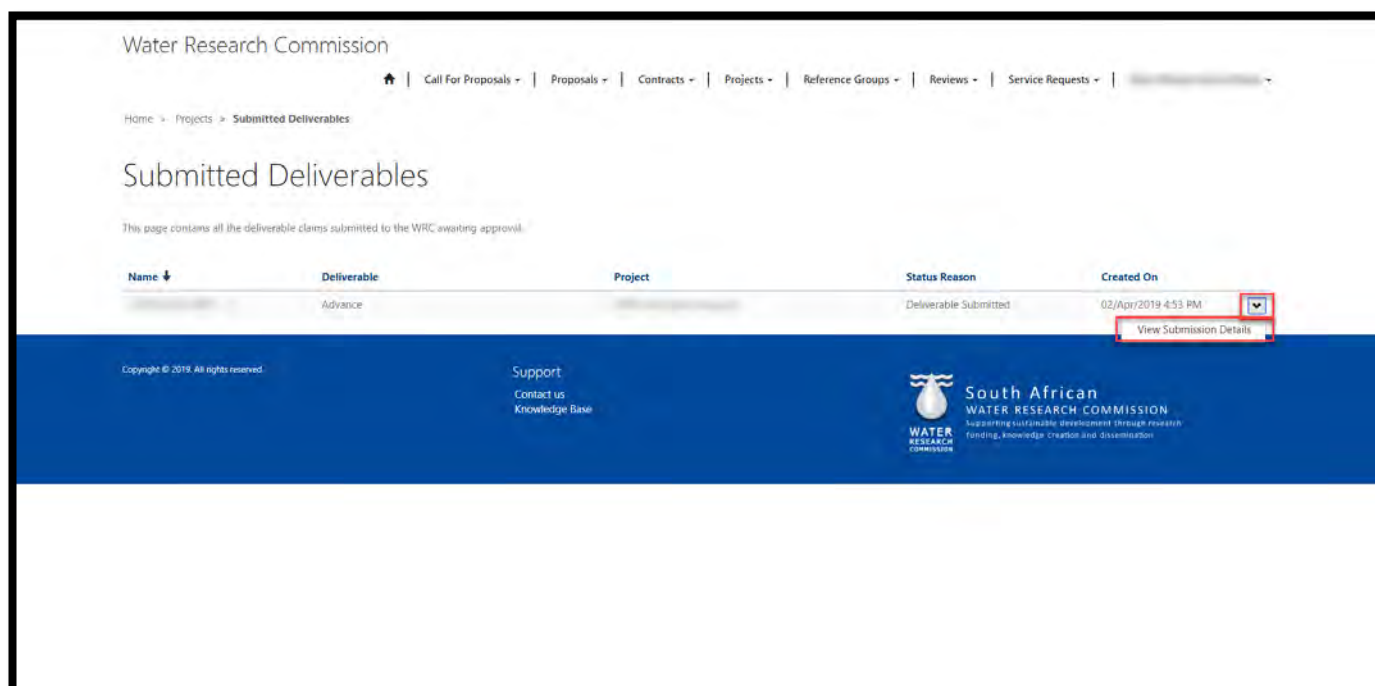 Water Research Commission
Call For Proposals | Proposals | Contracts | Projects | Reference Groups | Reviews | Service Requests |
Home > Projects > Submitted Deliverables
Submitted Deliverables
This page contains all the deliverable claims submitted to the WRC awaiting approval.
Name Deliverable Project Status Reason Created On
Advance Deliverable Submitted 02/Apr/2019 4:53 PM
View Submission Details
Copyright © 2019. All rights reserved.
Support
Contact us
Knowledge Base
WATER
RESEARCH
COMMISSION
South African
WATER RESEARCH COMMISSION
Supporting sustainable development through research
funding, knowledge creation and dissemination